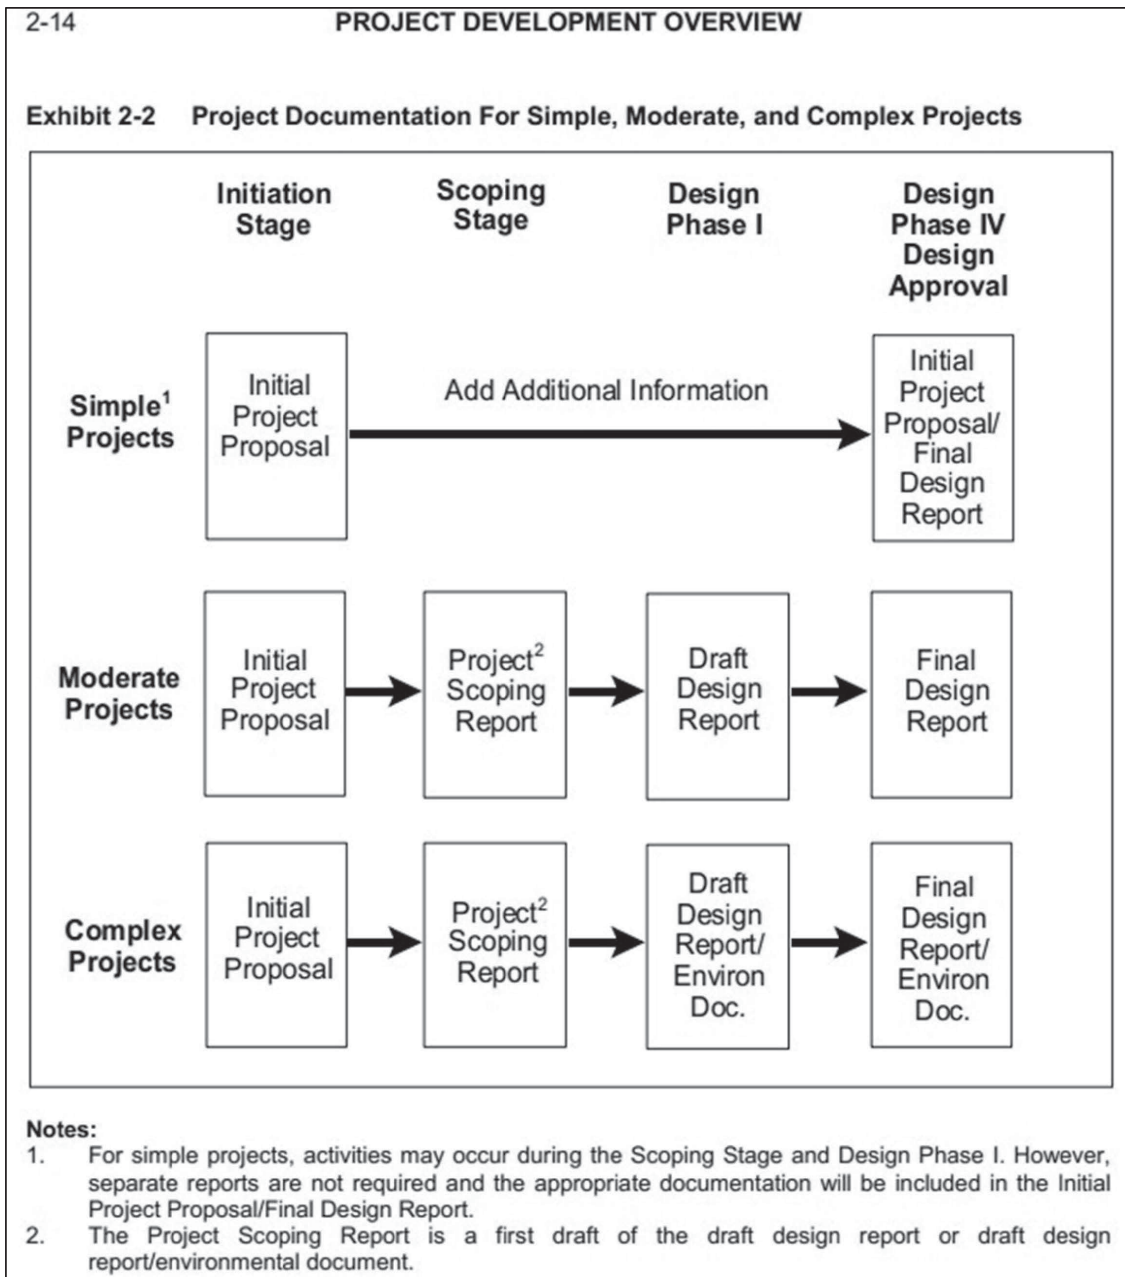 2-14 PROJECT DEVELOPMENT OVERVIEW
Exhibit 2-2 Project Documentation For Simple, Moderate, and Complex Projects
Initiation
Stage
Scoping
Stage
Design
Phase I
Design
Phase IV
Design
Approval
Simple¹
Projects
Initial
Project
Proposal
Add Additional Information
Initial
Project
Proposal/
Final
Design
Report
Moderate
Projects
Initial
Project
Proposal
Project²
Scoping
Report
Draft
Design
Report
Final
Design
Report
Complex
Projects
Initial
Project
Proposal
Project²
Scoping
Report
Draft
Design
Report/
Environ
Doc.
Final
Design
Report/
Environ
Doc.
Notes:
1. For simple projects, activities may occur during the Scoping Stage and Design Phase I. However,
separate reports are not required and the appropriate documentation will be included in the Initial
Project Proposal/Final Design Report.
2. The Project Scoping Report is a first draft of the draft design report or draft design
report/environmental document.